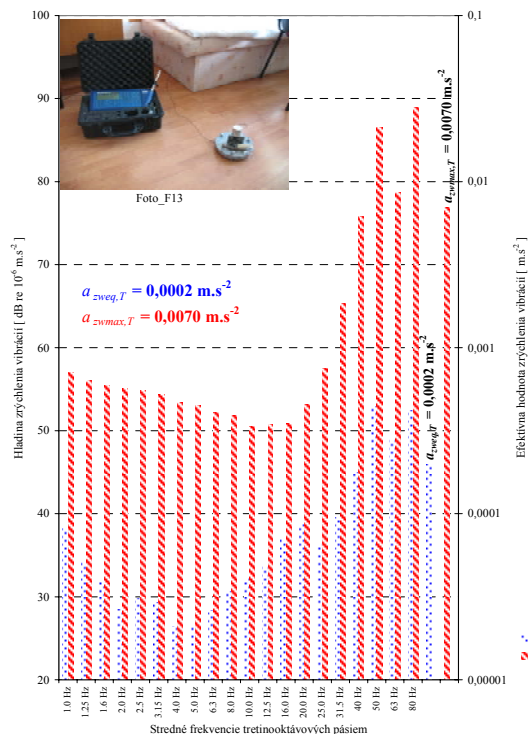 100
90
80
70
60
50
40
30
20
0,1
0,01
0,001
0,0001
0,00001
Hladina zrýchlenia vibrácií [ dB re 10⁻⁶ m.s⁻²]
Efektívna hodnota zrýchlenia vibrácií [ m.s⁻²]
Foto_F13
a zweq,T = 0,0002 m.s⁻²
a zwmax,T = 0,0070 m.s⁻²
a zweq,T = 0,0002 m.s⁻²
a zwmax,T = 0,0070 m.s⁻²
1.0 Hz
1.25 Hz
1.6 Hz
2.0 Hz
2.5 Hz
3.15 Hz
4.0 Hz
5.0 Hz
6.3 Hz
8.0 Hz
10.0 Hz
12.5 Hz
16.0 Hz
20.0 Hz
25.0 Hz
31.5 Hz
40 Hz
50 Hz
63 Hz
80 Hz
Stredné frekvencie tretinooktávových pásiem